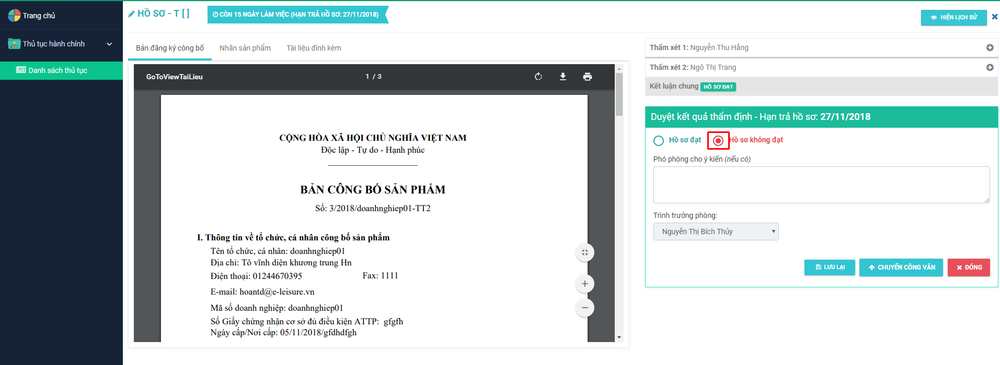 Trang chủ
Thủ tục hành chính
Danh sách thủ tục
HỒ SƠ - T [ ]
CÒN 15 NGÀY LÀM VIỆC (HẠN TRẢ HỒ SƠ: 27/11/2018)
HIỆN LỊCH SỬ
Bản đăng ký công bố
Nhãn sản phẩm
Tài liệu đính kèm
GoToViewTaiLieu
1 / 3
CỘNG HÒA XÃ HỘI CHỦ NGHĨA VIỆT NAM
Độc lập - Tự do - Hạnh phúc
BẢN CÔNG BỐ SẢN PHẨM
Số: 3/2018/doanhnghiep01-TT2
I. Thông tin về tổ chức, cá nhân công bố sản phẩm
Tên tổ chức, cá nhân: doanhnghiep01
Địa chỉ: Tô vĩnh diện khương trung Hn
Điện thoại: 01244670395 Fax: 1111
E-mail: hoantd@e-leisure.vn
Mã số doanh nghiệp: doanhnghiep01
Số Giấy chứng nhận cơ sở đủ điều kiện ATTP: gfgfh
Ngày cấp/Nơi cấp: 05/11/2018/gfdhdfgh
Thẩm xét 1: Nguyễn Thu Hằng
Thẩm xét 2: Ngô Thị Trang
Kết luận chung HỒ SƠ ĐẠT
Duyệt kết quả thẩm định - Hạn trả hồ sơ: 27/11/2018
Hồ sơ đạt
Hồ sơ không đạt
Phó phòng cho ý kiến (nếu có)
Trình trưởng phòng:
Nguyễn Thị Bích Thủy
LƯU LẠI
CHUYỂN CÔNG VĂN
ĐÓNG